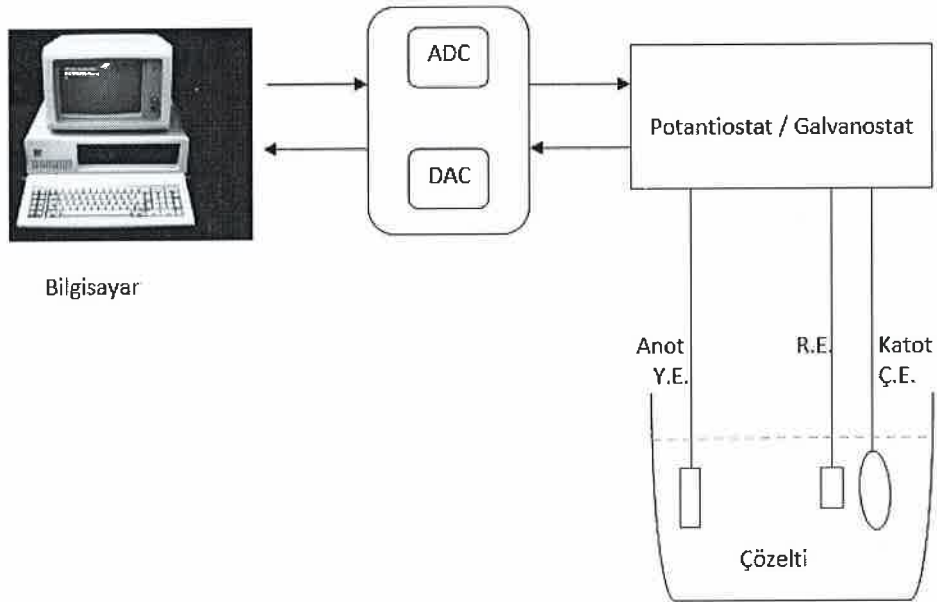 ADC
DAC
Potantiostat / Galvanostat
Bilgisayar
Anot
Y.E.
R.E.
Katot
Ç.E.
Çözelti